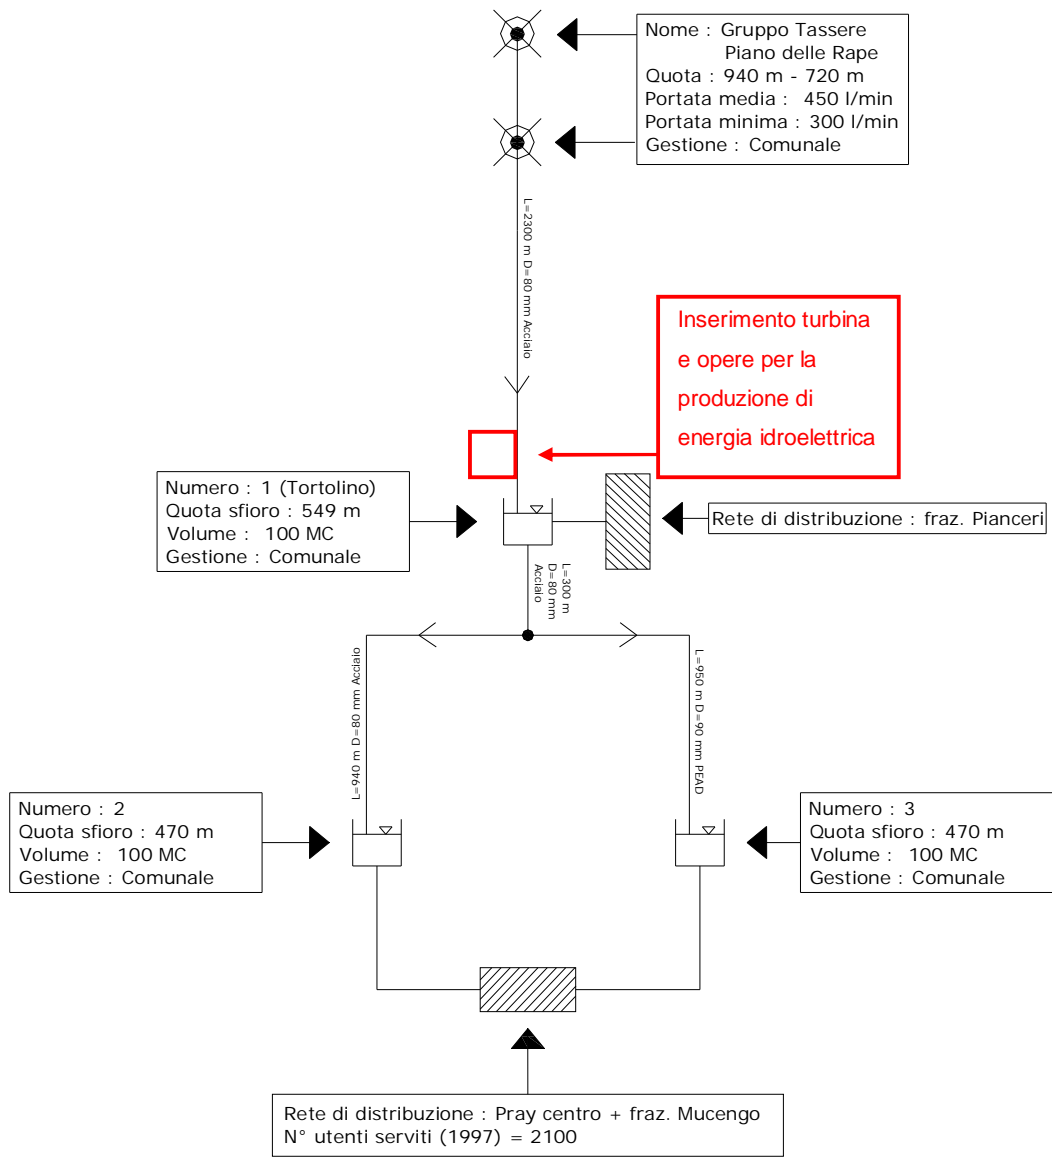 Nome : Gruppo Tassere
Piano delle Rape
Quota : 940 m - 720 m
Portata media :  450 l/min
Portata minima : 300 l/min
Gestione : Comunale
L=2300 m D=80 mm Acciaio
Inserimento turbina
e opere per la
produzione di
energia idroelettrica
Numero : 1 (Tortolino)
Quota sfioro : 549 m
Volume :  100 MC
Gestione : Comunale
Rete di distribuzione : fraz. Pianceri
L=300 m
D=80 mm
Acciaio
L=940 m D=80 mm Acciaio
L=950 m D=90 mm PEAD
Numero : 2
Quota sfioro : 470 m
Volume :  100 MC
Gestione : Comunale
Numero : 3
Quota sfioro : 470 m
Volume :  100 MC
Gestione : Comunale
Rete di distribuzione : Pray centro + fraz. Mucengo
N° utenti serviti (1997) = 2100